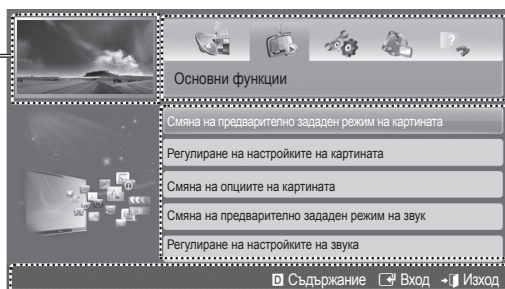 Основни функции
Смяна на предварително зададен режим на картината
Регулиране на настройките на картината
Смяна на опциите на картината
Смяна на предварително зададен режим на звук
Регулиране на настройките на звука
D Съдържание Вход Изход